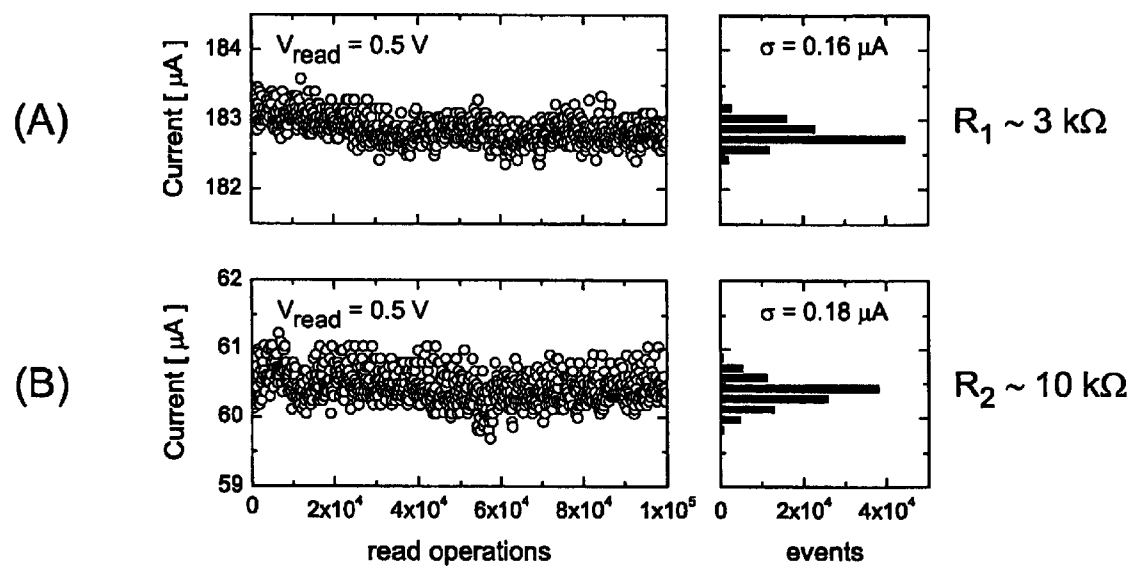 V_read = 0.5 V
σ = 0.16 μA
184
183
182
Current [ μA ]
(A)
R₁ ~ 3 kΩ
V_read = 0.5 V
σ = 0.18 μA
62
61
60
59
Current [ μA ]
(B)
R₂ ~ 10 kΩ
0 2x10⁴ 4x10⁴ 6x10⁴ 8x10⁴ 1x10⁵
0 2x10⁴ 4x10⁴
read operations
events